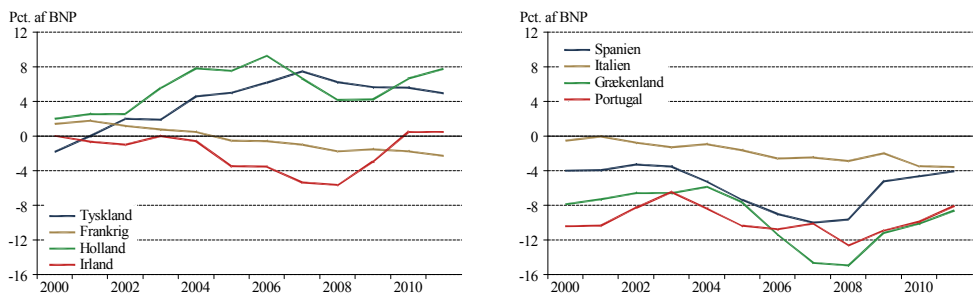 Pct. af BNP
12
8
4
0
-4
-8
-12
-16
Tyskland
Frankrig
Holland
Irland
2000 2002 2004 2006 2008 2010
Pct. af BNP
12
8
4
0
-4
-8
-12
-16
Spanien
Italien
Grækenland
Portugal
2000 2002 2004 2006 2008 2010